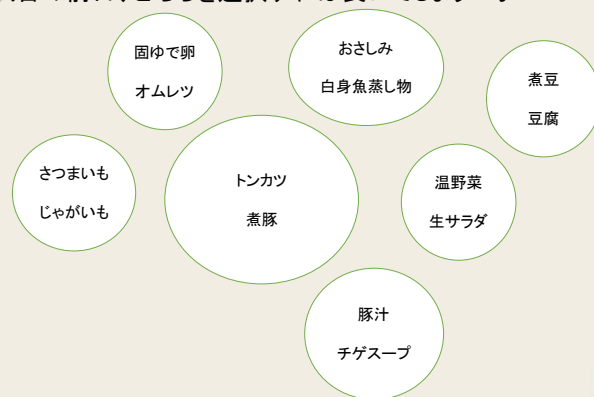 固ゆで卵
オムレツ
おさしみ
白身魚蒸し物
煮豆
豆腐
さつまいも
じゃがいも
トンカツ
煮豚
温野菜
生サラダ
豚汁
チゲスープ